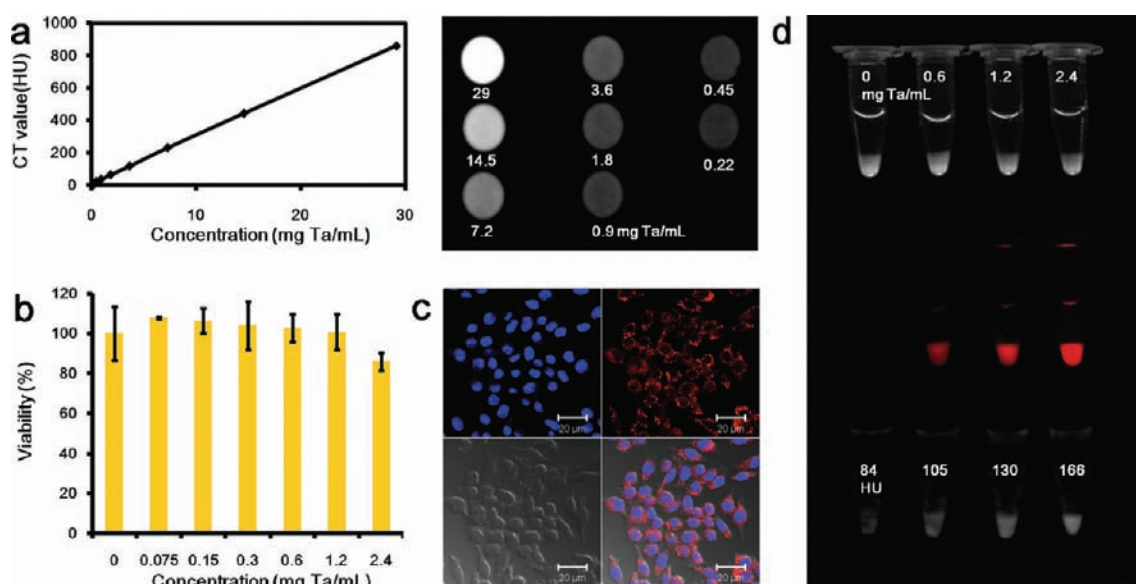 a
CT value(HU)
1000
800
600
400
200
0
0
10
20
30
Concentration (mg Ta/mL)
29
3.6
0.45
14.5
1.8
0.22
7.2
0.9 mg Ta/mL
b
Viability (%)
120
100
80
60
40
20
0
0
0.075
0.15
0.3
0.6
1.2
2.4
Concentration (mg Ta/mL)
c
20 µm
20 µm
20 µm
20 µm
d
0
0.6
1.2
2.4
mg Ta/mL
84
105
130
166
HU